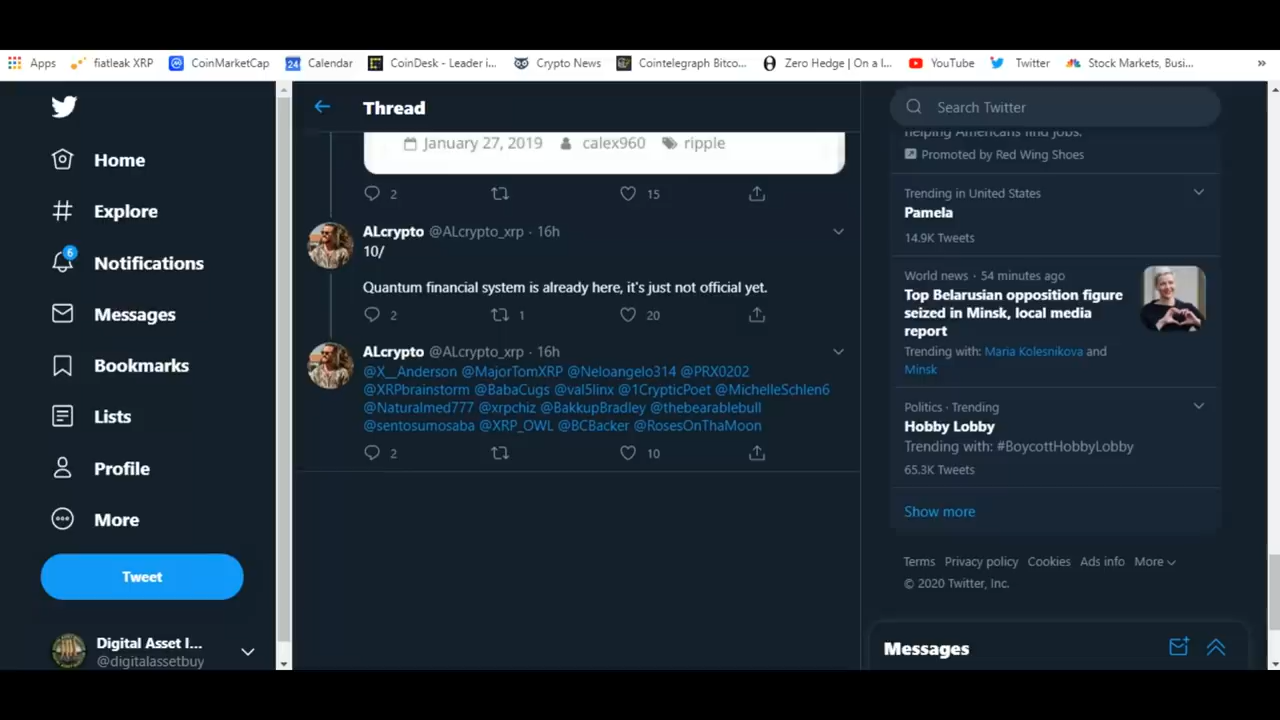 Apps
fiatleak XRP
CoinMarketCap
24
Calendar
CoinDesk - Leader i...
Crypto News
Cointelegraph Bitco...
Zero Hedge | On a l...
YouTube
Twitter
Stock Markets, Busi...
»
Home
Explore
6
Notifications
Messages
Bookmarks
Lists
Profile
More
Tweet
Digital Asset I...
@digitalassetbuy
Thread
January 27, 2019 calex960 ripple
2 15
ALcrypto @ALcrypto_xrp · 16h
10/
Quantum financial system is already here, it's just not official yet.
2 1 20
ALcrypto @ALcrypto_xrp · 16h
@X__Anderson @MajorTomXRP @Neloangelo314 @PRX0202
@XRPbrainstorm @BabaCugs @val5linx @1CrypticPoet @MichelleSchlen6
@Naturalmed777 @xrpchiz @BakkupBradley @thebearablebull
@sentosumosaba @XRP_OWL @BCBacker @RosesOnThaMoon
2 10
Search Twitter
helping Americans find jobs.
Promoted by Red Wing Shoes
Trending in United States
Pamela
14.9K Tweets
World news · 54 minutes ago
Top Belarusian opposition figure
seized in Minsk, local media
report
Trending with: Maria Kolesnikova and
Minsk
Politics · Trending
Hobby Lobby
Trending with: #BoycottHobbyLobby
65.3K Tweets
Show more
Terms Privacy policy Cookies Ads info More
© 2020 Twitter, Inc.
Messages